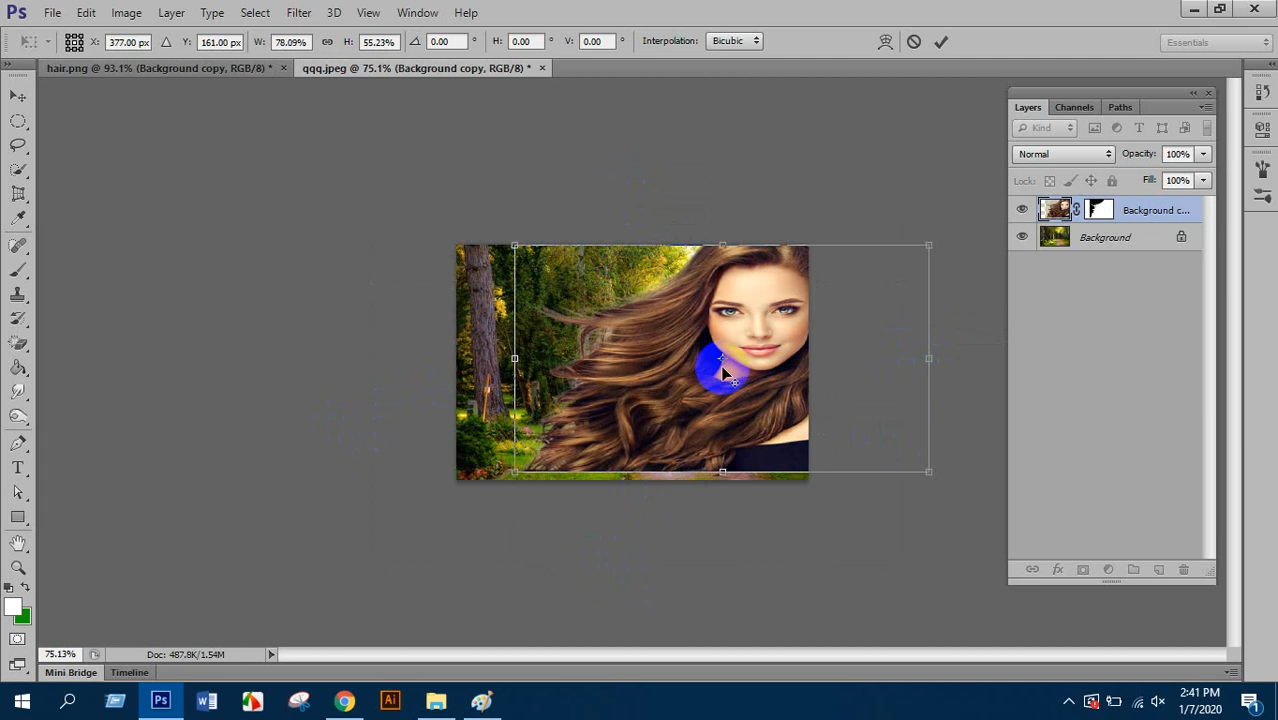 Ps File Edit Image Layer Type Select Filter 3D View Window Help
X: 377.00 px Y: 161.00 px W: 78.09% H: 55.23% 0.00 ° H: 0.00 ° V: 0.00 ° Interpolation: Bicubic Essentials
hair.png @ 93.1% (Background copy, RGB/8) * × qqq.jpeg @ 75.1% (Background copy, RGB/8) * ×
Layers Channels Paths
Kind
Normal Opacity: 100%
Lock: Fill: 100%
Background c...
Background
75.13% Doc: 487.8K/1.54M
Mini Bridge Timeline
Ps Ai
2:41 PM
1/7/2020
1